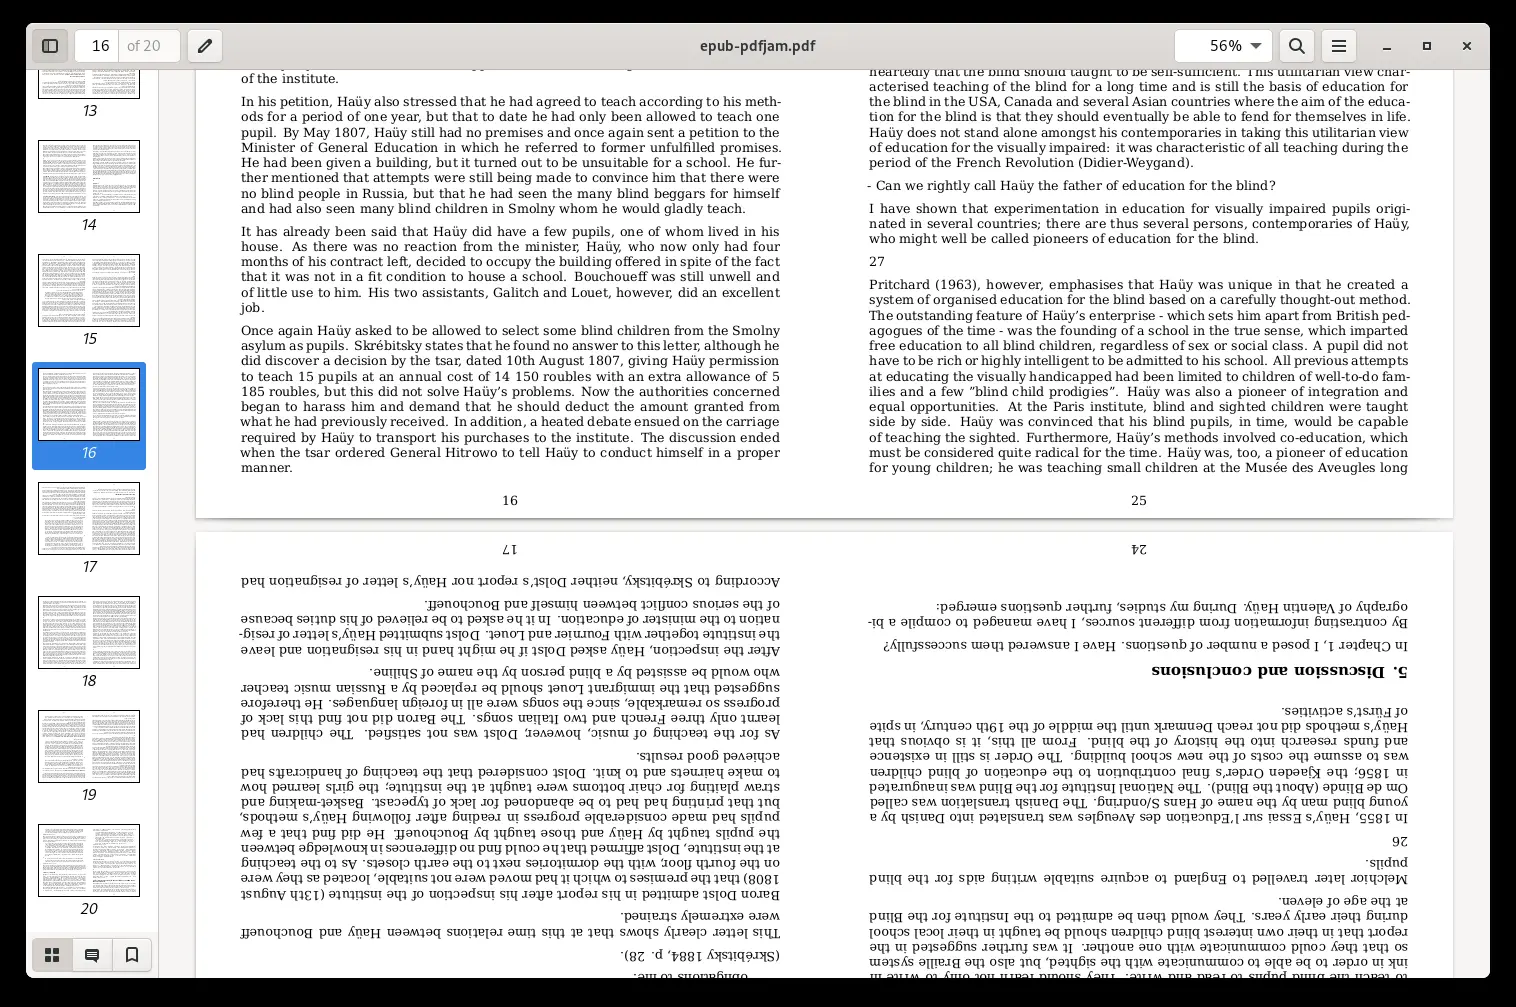 16 of 20
epub-pdfjam.pdf
56%
13
14
15
16
17
18
19
20
of the institute.
In his petition, Haüy also stressed that he had agreed to teach according to his meth-
ods for a period of one year, but that to date he had only been allowed to teach one
pupil. By May 1807, Haüy still had no premises and once again sent a petition to the
Minister of General Education in which he referred to former unfulfilled promises.
He had been given a building, but it turned out to be unsuitable for a school. He fur-
ther mentioned that attempts were still being made to convince him that there were
no blind people in Russia, but that he had seen the many blind beggars for himself
and had also seen many blind children in Smolny whom he would gladly teach.
It has already been said that Haüy did have a few pupils, one of whom lived in his
house. As there was no reaction from the minister, Haüy, who now only had four
months of his contract left, decided to occupy the building offered in spite of the fact
that it was not in a fit condition to house a school. Bouchoueff was still unwell and
of little use to him. His two assistants, Galitch and Louet, however, did an excellent
job.
Once again Haüy asked to be allowed to select some blind children from the Smolny
asylum as pupils. Skrébitsky states that he found no answer to this letter, although he
did discover a decision by the tsar, dated 10th August 1807, giving Haüy permission
to teach 15 pupils at an annual cost of 14 150 roubles with an extra allowance of 5
185 roubles, but this did not solve Haüy's problems. Now the authorities concerned
began to harass him and demand that he should deduct the amount granted from
what he had previously received. In addition, a heated debate ensued on the carriage
required by Haüy to transport his purchases to the institute. The discussion ended
when the tsar ordered General Hitrowo to tell Haüy to conduct himself in a proper
manner.
16
heartedly that the blind should taught to be self-sufficient. This utilitarian view char-
acterised teaching of the blind for a long time and is still the basis of education for
the blind in the USA, Canada and several Asian countries where the aim of the educa-
tion for the blind is that they should eventually be able to fend for themselves in life.
Haüy does not stand alone amongst his contemporaries in taking this utilitarian view
of education for the visually impaired: it was characteristic of all teaching during the
period of the French Revolution (Didier-Weygand).
- Can we rightly call Haüy the father of education for the blind?
I have shown that experimentation in education for visually impaired pupils origi-
nated in several countries; there are thus several persons, contemporaries of Haüy,
who might well be called pioneers of education for the blind.
27
Pritchard (1963), however, emphasises that Haüy was unique in that he created a
system of organised education for the blind based on a carefully thought-out method.
The outstanding feature of Haüy's enterprise - which sets him apart from British ped-
agogues of the time - was the founding of a school in the true sense, which imparted
free education to all blind children, regardless of sex or social class. A pupil did not
have to be rich or highly intelligent to be admitted to his school. All previous attempts
at educating the visually handicapped had been limited to children of well-to-do fam-
ilies and a few ”blind child prodigies”. Haüy was also a pioneer of integration and
equal opportunities. At the Paris institute, blind and sighted children were taught
side by side. Haüy was convinced that his blind pupils, in time, would be capable
of teaching the sighted. Furthermore, Haüy's methods involved co-education, which
must be considered quite radical for the time. Haüy was, too, a pioneer of education
for young children; he was teaching small children at the Musée des Aveugles long
25
to teach the blind pupils to read and write. They should learn not only to write in
ink in order to be able to communicate with the sighted, but also the Braille system
so that they could communicate with one another. It was further suggested in the
report that in their own interest blind children should be taught in their local school
during their early years. They would then be admitted to the Institute for the Blind
at the age of eleven.
Melchior later travelled to England to acquire suitable writing aids for the blind
pupils.
26
In 1855, Haüy's Essai sur l'Education des Aveugles was translated into Danish by a
young blind man by the name of Hans S/ondring. The Danish translation was called
Om de Blinde (About the Blind). The National Institute for the Blind was inaugurated
in 1856; the Kjaeden Order's final contribution to the education of blind children
was to assume the costs of the new school building. The Order is still in existence
and funds research into the history of the blind. From all this, it is obvious that
Haüy's methods did not reach Denmark until the middle of the 19th century, in spite
of Fürst's activities.
5. Discussion and conclusions
In Chapter 1, I posed a number of questions. Have I answered them successfully?
By contrasting information from different sources, I have managed to compile a bi-
ography of Valentin Haüy. During my studies, further questions emerged:
24
obligations to me.
(Skrébitsky 1884, p. 28).
This letter clearly shows that at this time relations between Haüy and Bouchoueff
were extremely strained.
Baron Dolst admitted in his report after his inspection of the institute (13th August
1808) that the premises to which it had moved were not suitable, located as they were
on the fourth floor, with the dormitories next to the earth closets. As to the teaching
at the institute, Dolst affirmed that he could find no differences in knowledge between
the pupils taught by Haüy and those taught by Bouchoueff. He did find that a few
pupils had made considerable progress in reading after following Haüy's methods,
but that printing had had to be abandoned for lack of typecast. Basket-making and
straw plaiting for chair bottoms were taught at the institute; the girls learned how
to make hairnets and to knit. Dolst considered that the teaching of handicrafts had
achieved good results.
As for the teaching of music, however, Dolst was not satisfied. The children had
learnt only three French and two Italian songs. The Baron did not find this lack of
progress so remarkable, since the songs were all in foreign languages. He therefore
suggested that the immigrant Louet should be replaced by a Russian music teacher
who would be assisted by a blind person by the name of Shiline.
After the inspection, Haüy asked Dolst if he might hand in his resignation and leave
the institute together with Fournier and Louet. Dolst submitted Haüy's letter of resig-
nation to the minister of education. In it he asked to be relieved of his duties because
of the serious conflict between himself and Bouchoueff.
According to Skrébitsky, neither Dolst's report nor Haüy's letter of resignation had
17